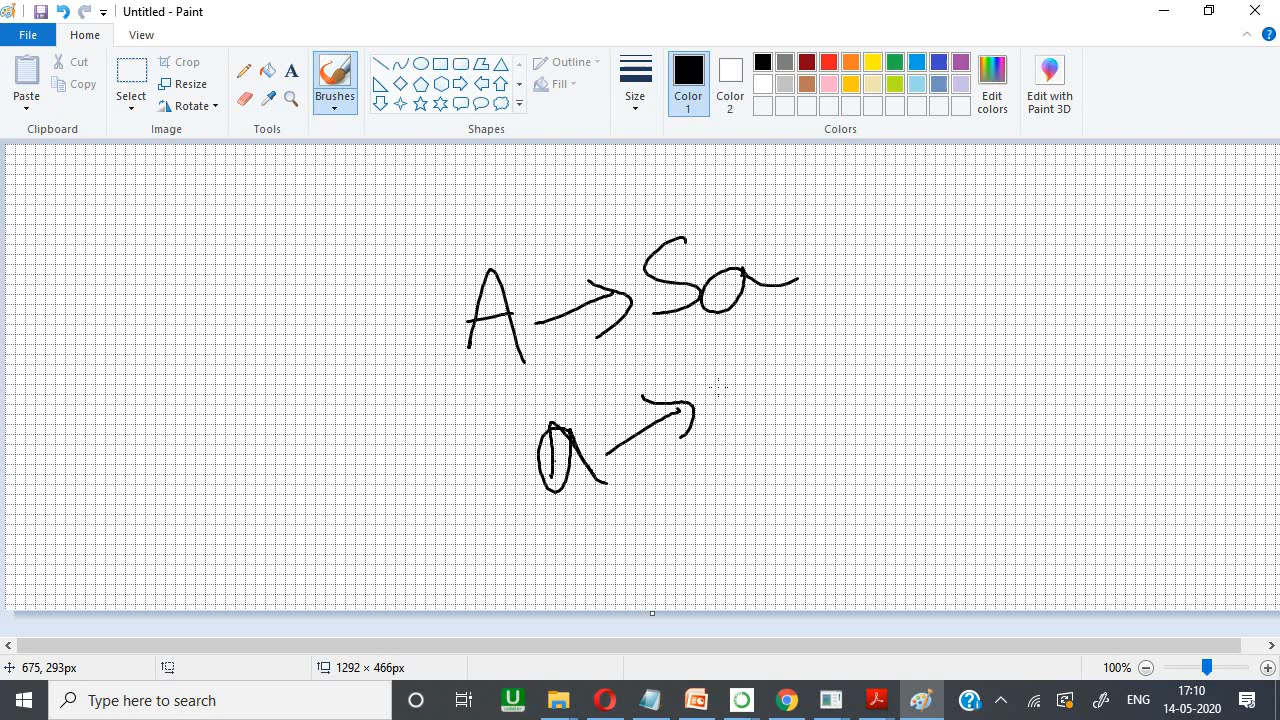 Untitled - Paint
File Home View
Paste Cut Copy Select Crop Resize Rotate Brushes Outline Fill Size Color 1 Color 2 Edit colors Edit with Paint 3D
Clipboard Image Tools Shapes Colors
A → Sa
→
675, 293px 1292 × 466px 100%
Type here to search ENG 17:10 14-05-2020